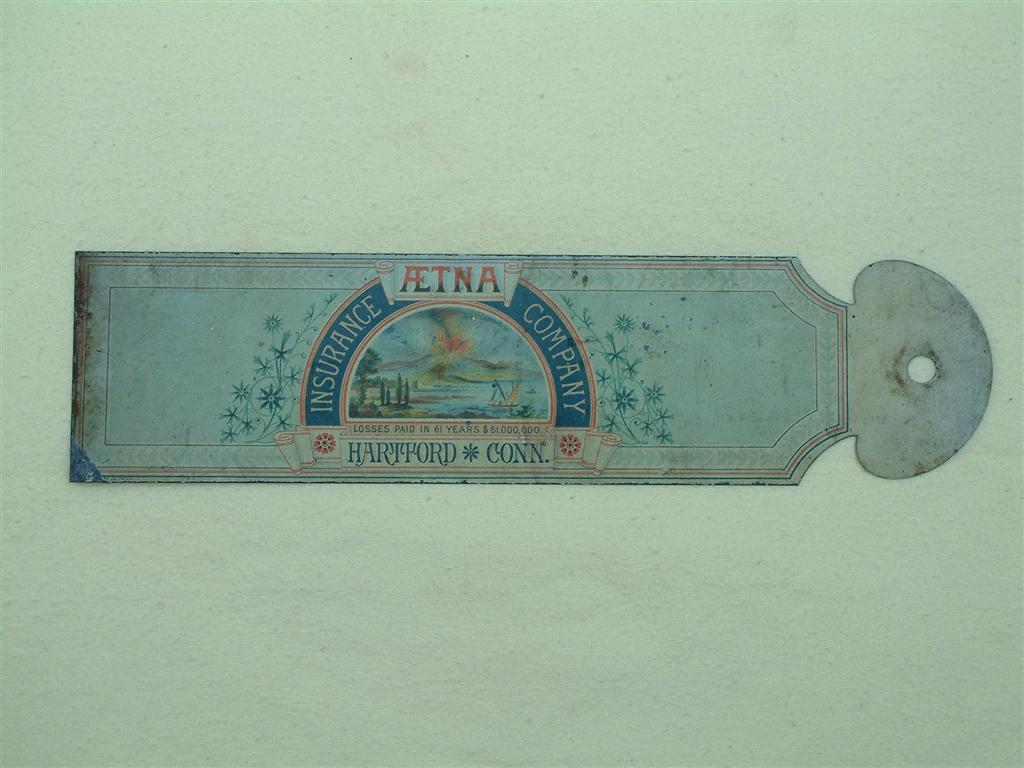 ÆTNA
INSURANCE COMPANY
LOSSES PAID IN 61 YEARS $51,000,000.
HARTFORD * CONN.